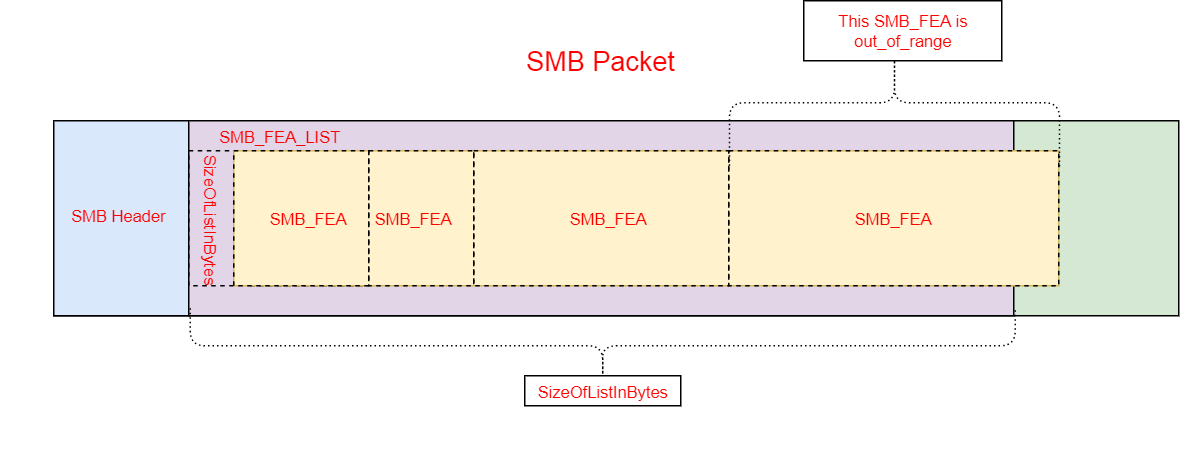 This SMB_FEA is
out_of_range
SMB Packet
SMB_FEA_LIST
SMB Header
SizeOfListInBytes
SMB_FEA
SMB_FEA
SMB_FEA
SMB_FEA
SizeOfListInBytes